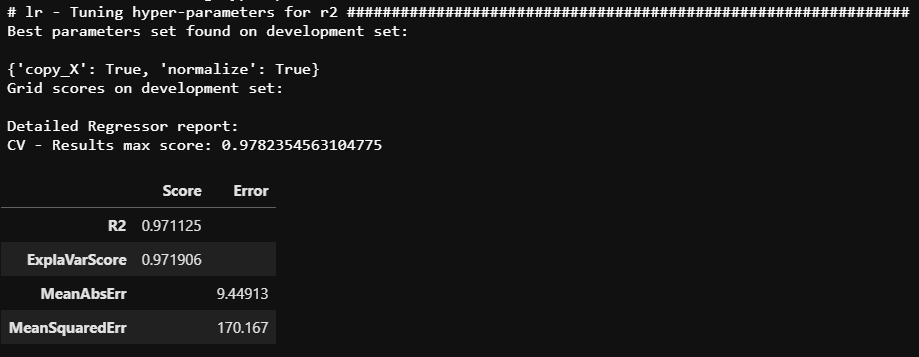 # lr - Tuning hyper-parameters for r2 ###############################################################
Best parameters set found on development set:
{'copy_X': True, 'normalize': True}
Grid scores on development set:
Detailed Regressor report:
CV - Results max score: 0.9782354563104775
Score Error
R2 0.971125
ExplaVarScore 0.971906
MeanAbsErr 9.44913
MeanSquaredErr 170.167